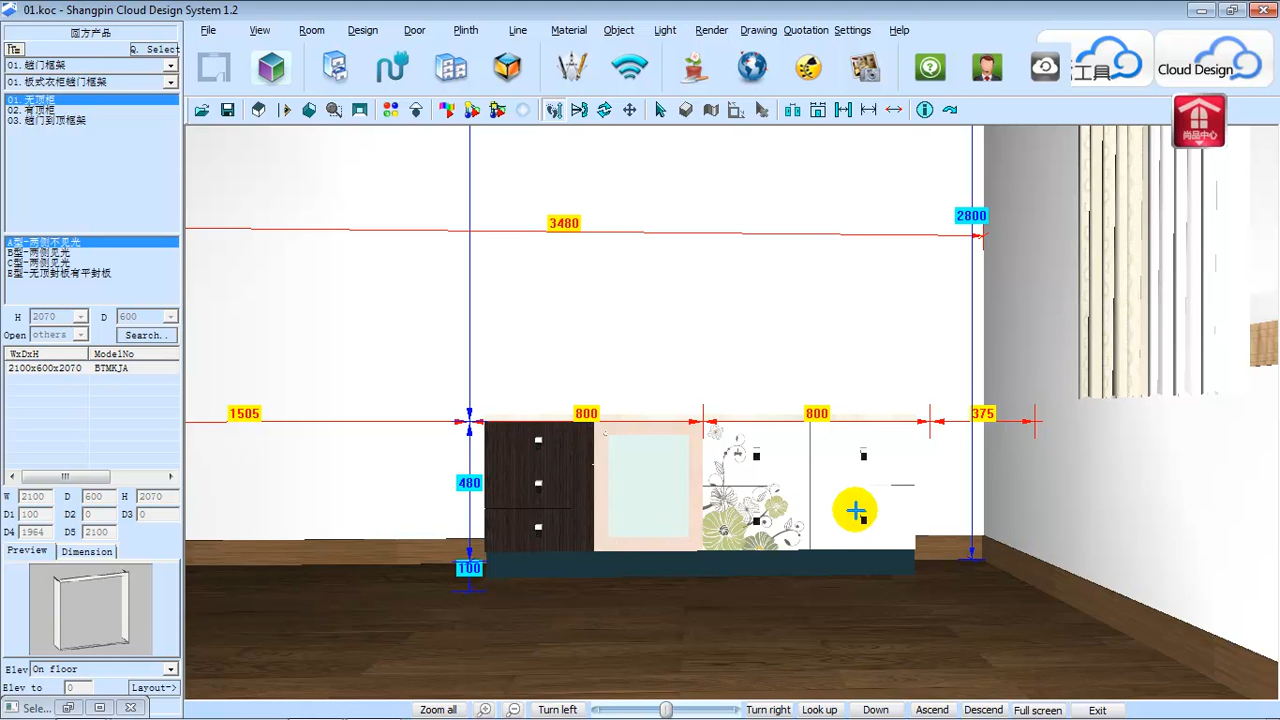 01.koc - Shangpin Cloud Design System 1.2
圆方产品
File View Room Design Door Plinth Line Material Object Light Render Drawing Quotation Settings Help
Q. Select
01. 趟门框架
01. 板式衣柜趟门框架
工具
Cloud Design
01. 无顶柜
02. 有顶柜
03. 趟门到顶框架
尚品中心
2800
3480
A型-两侧不见光
B型-两侧见光
C型-两侧见光
E型-无顶封板有平封板
H 2070 D 600
Open others Search..
WxDxH ModelNo
2100x600x2070 BTMKJA
1505 800 800 375
480
100
W 2100 D 600 H 2070
D1 100 D2 0 D3 0
D4 1964 D5 2100
Preview Dimension
Elev On floor
Elev to 0 Layout->
Sele...
Zoom all Turn left Turn right Look up Down Ascend Descend Full screen Exit